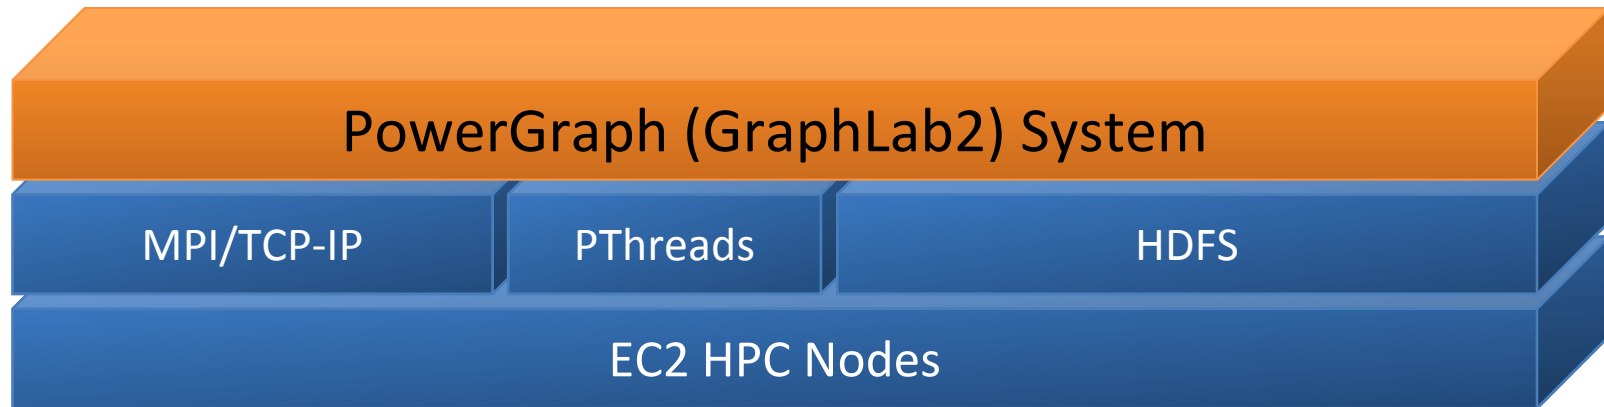 PowerGraph (GraphLab2) System
MPI/TCP-IP PThreads HDFS
EC2 HPC Nodes